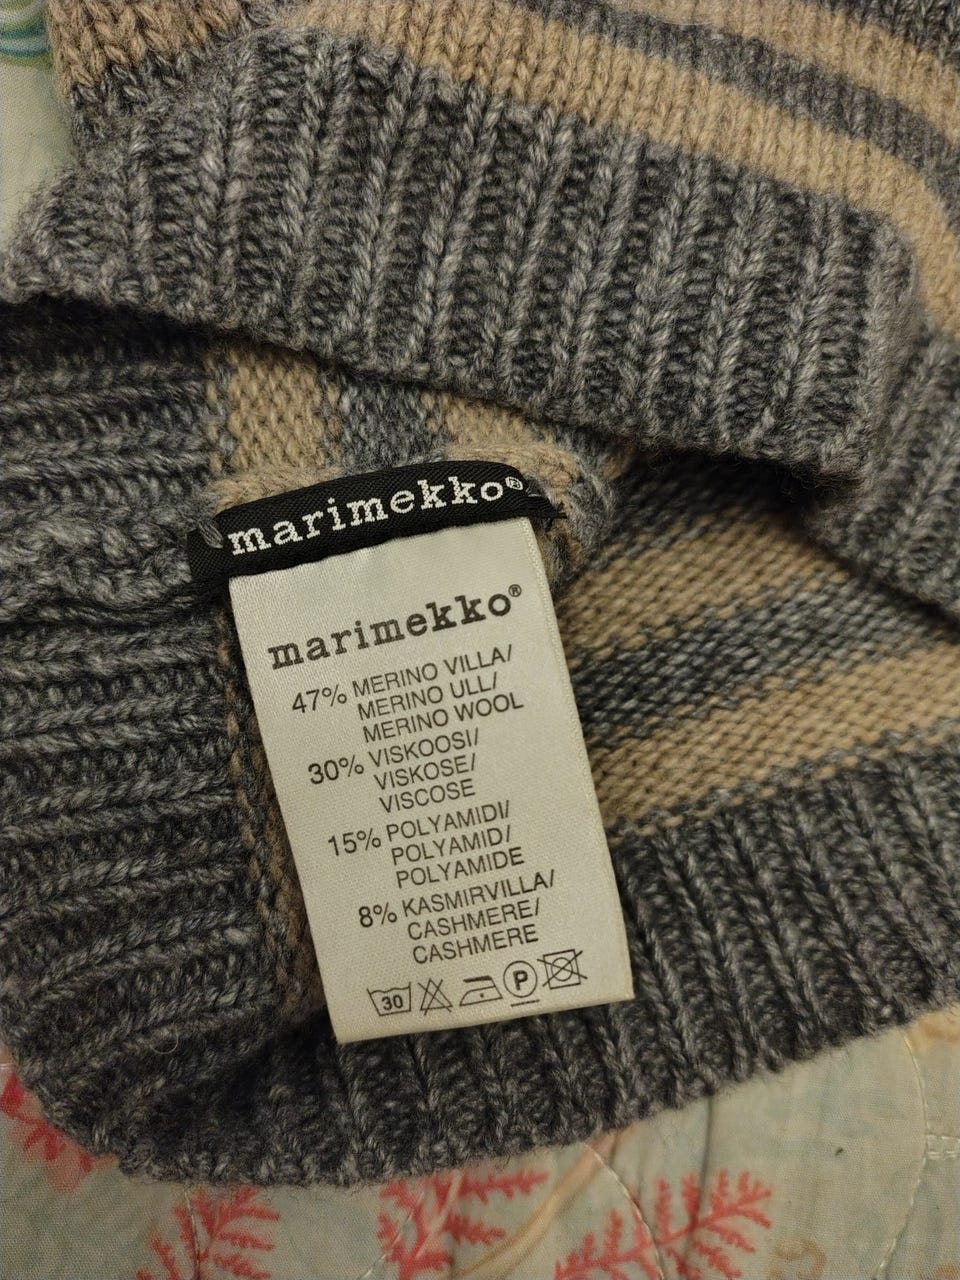 marimekko®
marimekko®
47% MERINO VILLA/
MERINO ULL/
MERINO WOOL
30% VISKOOSI/
VISKOSE/
VISCOSE
15% POLYAMIDI/
POLYAMID/
POLYAMIDE
8% KASMIRVILLA/
CASHMERE/
CASHMERE
30 P